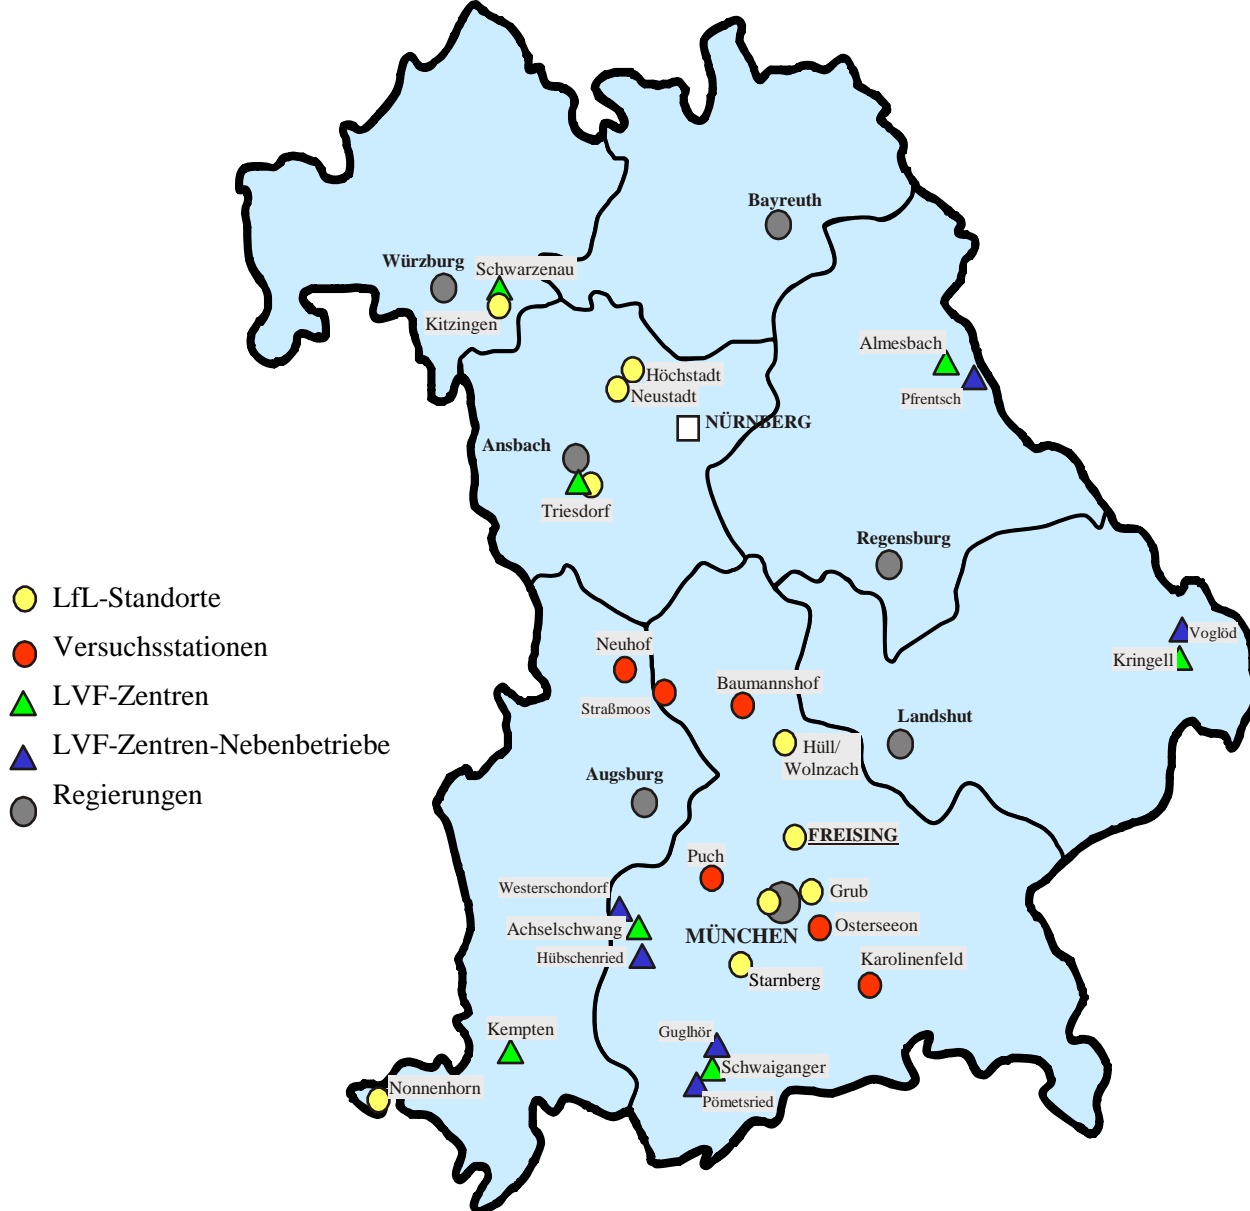 Bayreuth
Würzburg
Schwarzenau
Kitzingen
Almesbach
Pfrentsch
Höchstadt
Neustadt
NÜRNBERG
Ansbach
Triesdorf
Regensburg
LfL-Standorte
Versuchsstationen
LVF-Zentren
LVF-Zentren-Nebenbetriebe
Regierungen
Voglöd
Kringell
Neuhof
Straßmoos
Baumannshof
Landshut
Hüll/
Wolnzach
Augsburg
FREISING
Puch
Grub
Westerschondorf
Achselschwang
Hübschenried
MÜNCHEN
Osterseeon
Karolinenfeld
Starnberg
Kempten
Guglhör
Schwaiganger
Pömetsried
Nonnenhorn